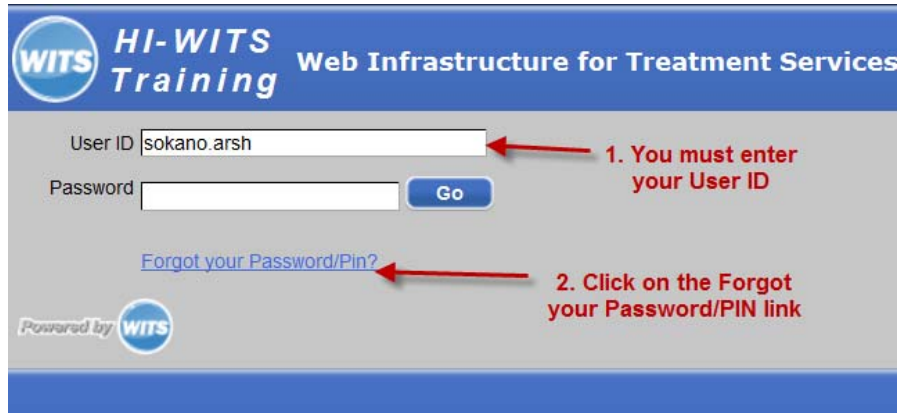 WITS
HI-WITS
Training
Web Infrastructure for Treatment Services
User ID sokano.arsh
1. You must enter
your User ID
Password
Go
Forgot your Password/Pin?
2. Click on the Forgot
your Password/PIN link
Powered by WITS